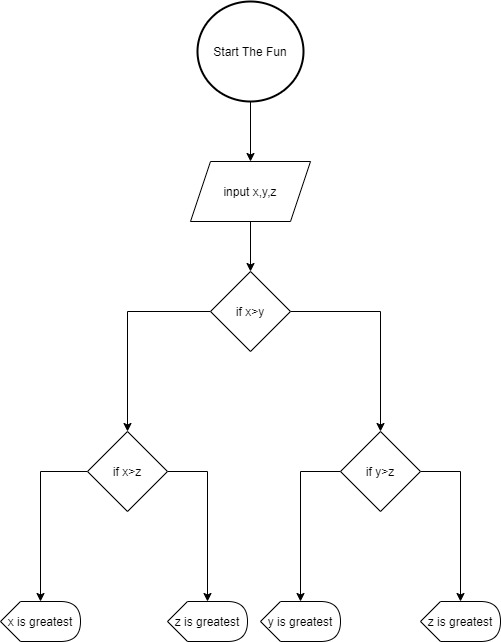 Start The Fun
input x,y,z
if x>y
if x>z
if y>z
x is greatest
z is greatest
y is greatest
z is greatest